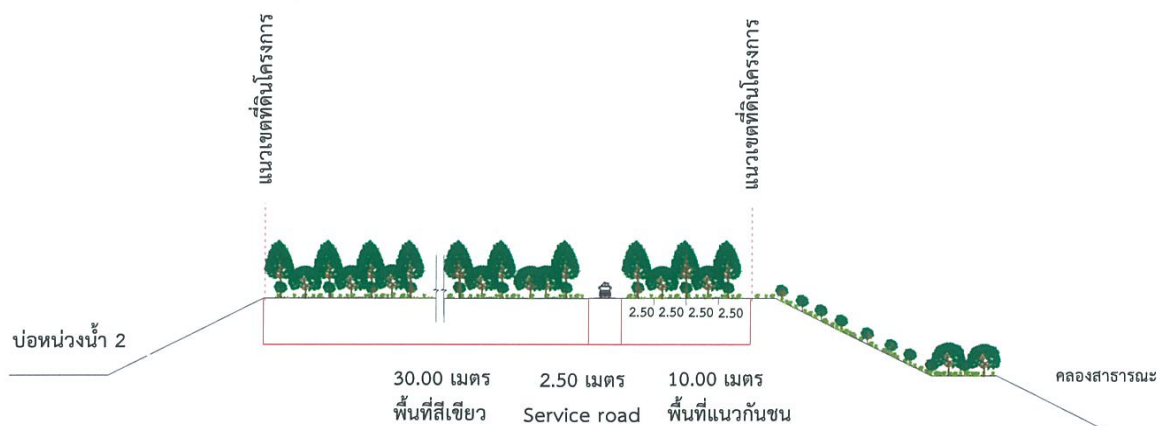 แนวเขตที่ดินโครงการ
แนวเขตที่ดินโครงการ
2.50 2.50 2.50 2.50
บ่อหน่วงน้ำ 2
คลองสาธารณะ
30.00 เมตร 2.50 เมตร 10.00 เมตร
พื้นที่สีเขียว Service road พื้นที่แนวกันชน